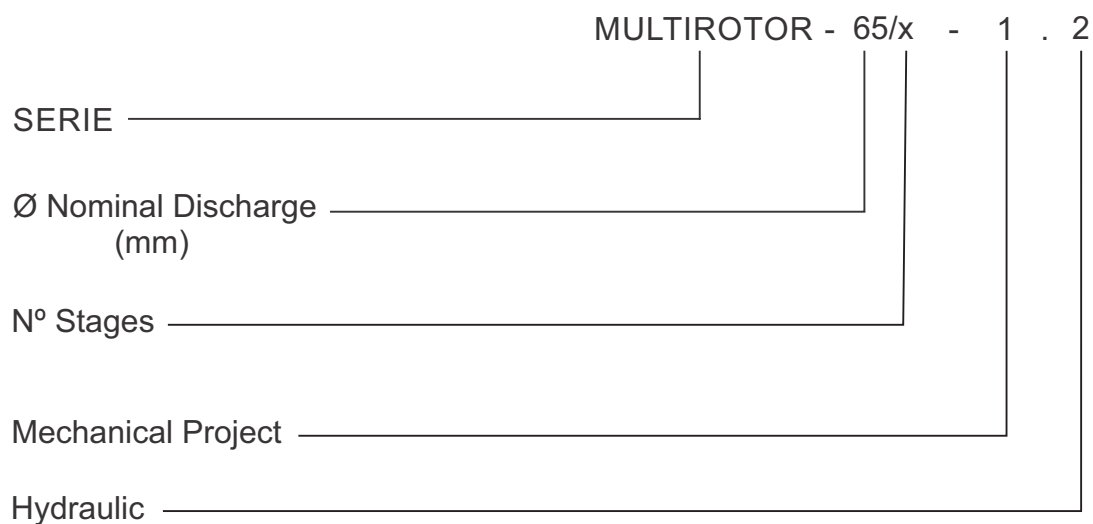 MULTIROTOR - 65/x - 1 . 2
SERIE
Ø Nominal Discharge
(mm)
Nº Stages
Mechanical Project
Hydraulic